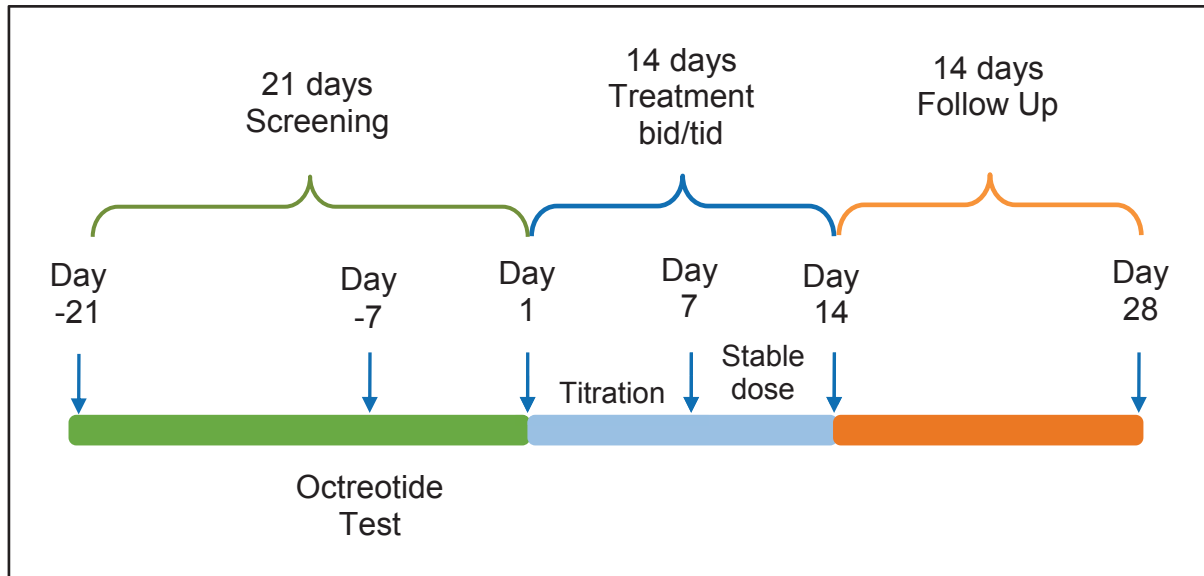 21 days
Screening
14 days
Treatment
bid/tid
14 days
Follow Up
Day
-21
Day
-7
Day
1
Day
7
Day
14
Day
28
Titration
Stable
dose
Octreotide
Test